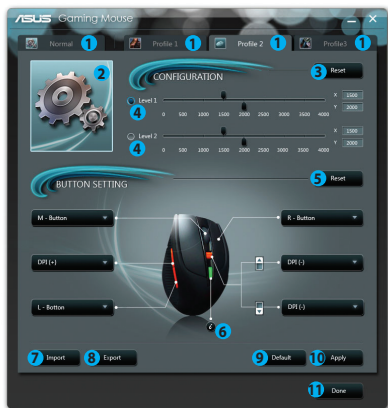 ASUS Gaming Mouse
Normal 1 Profile 1 1 Profile 2 1 Profile3 1
2
CONFIGURATION 3 Reset
Level 1
4
X 1500
Y 2000
0 500 1000 1500 2000 2500 3000 3500 4000
Level 2
4
X 1500
Y 2000
0 500 1000 1500 2000 2500 3000 3500 4000
BUTTON SETTING 5 Reset
M - Button R - Button
DPI (+) DPI (-)
L - Botton DPI (-)
6
7 Import 8 Export 9 Default 10 Apply
11 Done